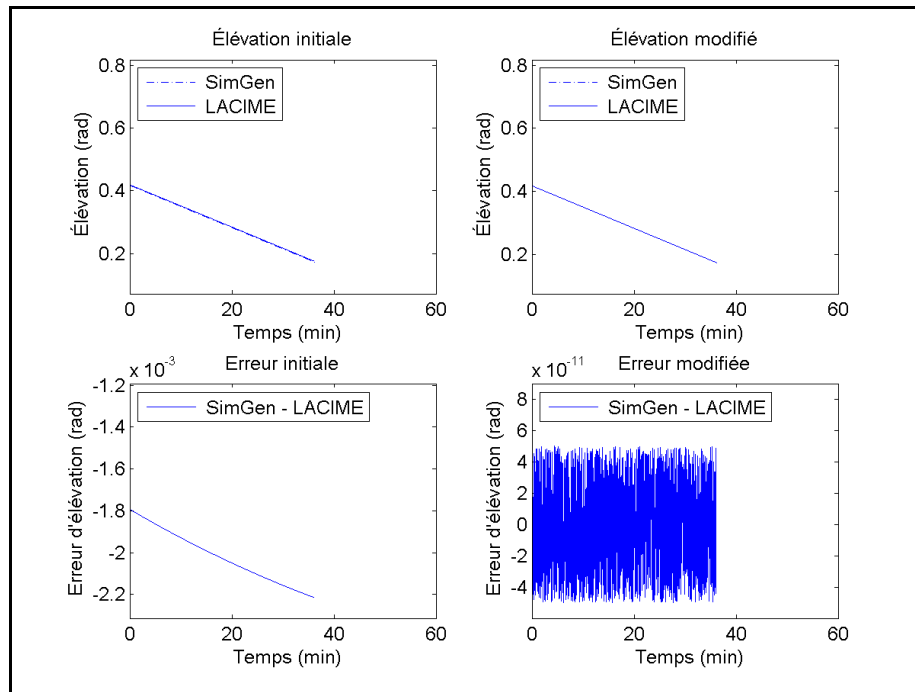 Élévation initiale
0.8
0.6
0.4
0.2
Élévation (rad)
SimGen
LACIME
0
20
40
60
Temps (min)
Élévation modifié
0.8
0.6
0.4
0.2
Élévation (rad)
SimGen
LACIME
0
20
40
60
Temps (min)
Erreur initiale
x 10^-3
-1.2
-1.4
-1.6
-1.8
-2
-2.2
Erreur d'élévation (rad)
SimGen - LACIME
0
20
40
60
Temps (min)
Erreur modifiée
x 10^-11
8
6
4
2
0
-2
-4
Erreur d'élévation (rad)
SimGen - LACIME
0
20
40
60
Temps (min)